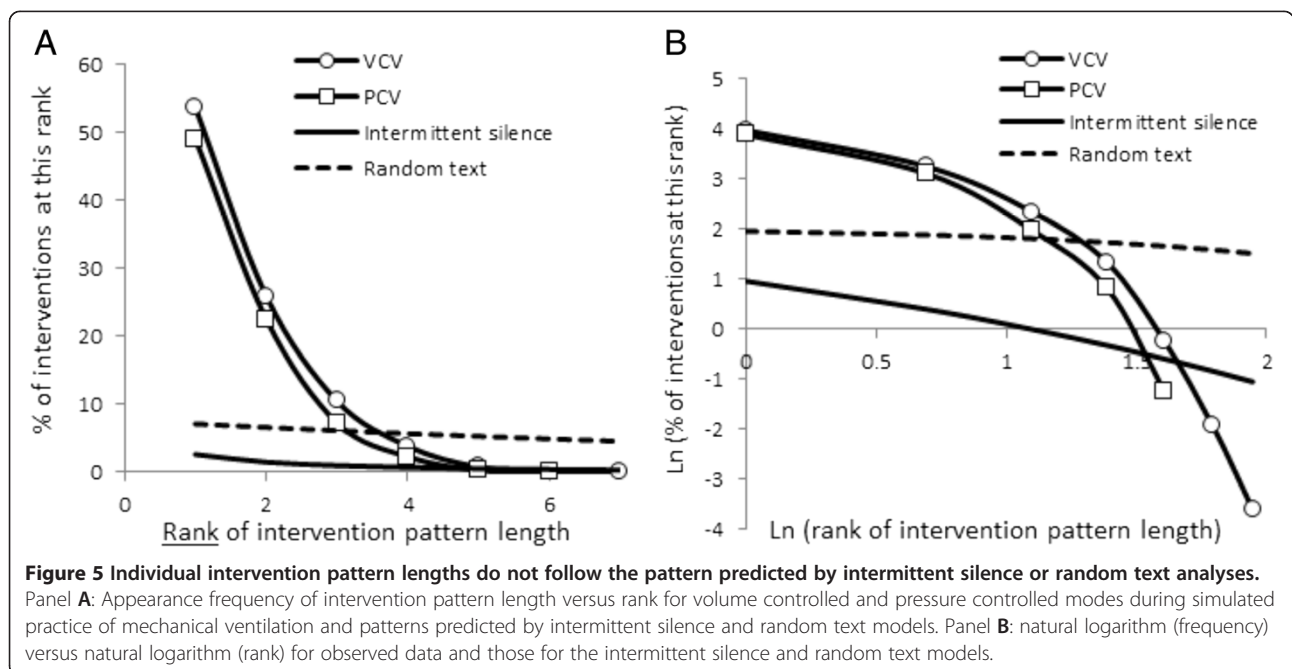 A
60
50
40
30
20
10
0
0
2
4
6
% of interventions at this rank
Rank of intervention pattern length
VCV
PCV
Intermittent silence
Random text
B
5
4
3
2
1
0
-1
-2
-3
-4
0
0.5
1
1.5
2
Ln (% of interventions at this rank)
Ln (rank of intervention pattern length)
VCV
PCV
Intermittent silence
Random text
Figure 5 Individual intervention pattern lengths do not follow the pattern predicted by intermittent silence or random text analyses.
Panel A: Appearance frequency of intervention pattern length versus rank for volume controlled and pressure controlled modes during simulated
practice of mechanical ventilation and patterns predicted by intermittent silence and random text models. Panel B: natural logarithm (frequency)
versus natural logarithm (rank) for observed data and those for the intermittent silence and random text models.